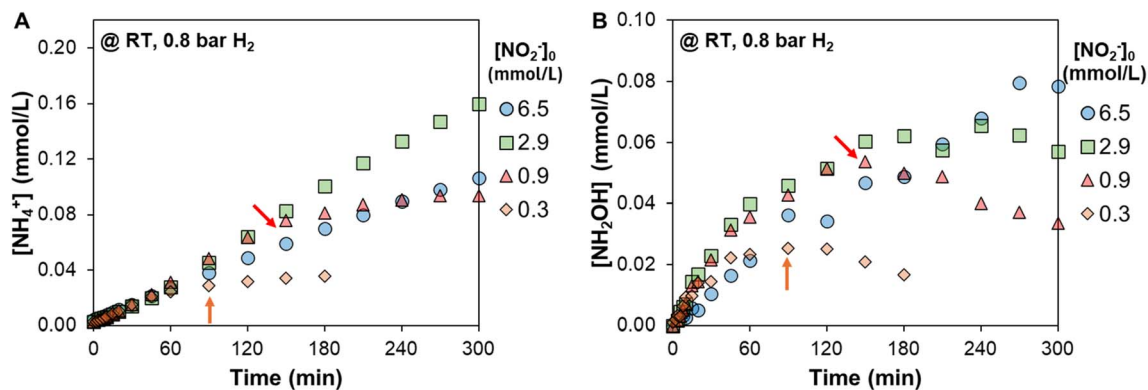 A
@ RT, 0.8 bar H2
[NH4+] (mmol/L)
0.20
0.16
0.12
0.08
0.04
0.00
0 60 120 180 240 300
Time (min)
[NO2-]0
(mmol/L)
6.5
2.9
0.9
0.3
B
@ RT, 0.8 bar H2
[NH2OH] (mmol/L)
0.10
0.08
0.06
0.04
0.02
0.00
0 60 120 180 240 300
Time (min)
[NO2-]0
(mmol/L)
6.5
2.9
0.9
0.3